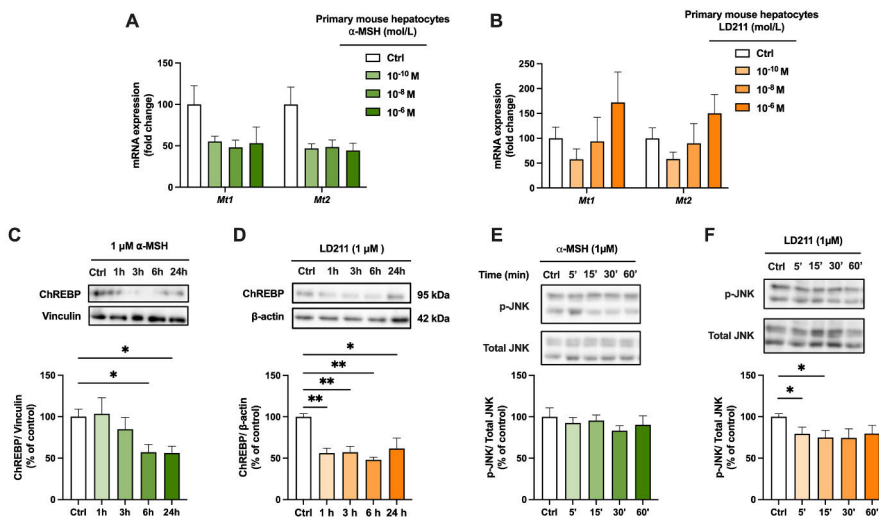 A
Primary mouse hepatocytes
α-MSH (mol/L)
Ctrl
10⁻¹⁰ M
10⁻⁸ M
10⁻⁶ M
mRNA expression
(fold change)
150
100
50
0
Mt1
Mt2
B
Primary mouse hepatocytes
LD211 (mol/L)
Ctrl
10⁻¹⁰ M
10⁻⁸ M
10⁻⁶ M
mRNA expression
(fold change)
250
200
150
100
50
0
Mt1
Mt2
C
1 µM α-MSH
Ctrl 1h 3h 6h 24h
ChREBP
Vinculin
* 
*
ChREBP/ Vinculin
(% of control)
150
100
50
0
Ctrl 1h 3h 6h 24h
D
LD211 (1 µM )
Ctrl 1h 3h 6h 24h
ChREBP 95 kDa
β-actin 42 kDa
*
**
**
**
ChREBP/ β-actin
(% of control)
150
100
50
0
Ctrl 1 h 3 h 6 h 24 h
E
α-MSH (1µM)
Time (min) Ctrl 5’ 15’ 30’ 60’
p-JNK
Total JNK
p-JNK/ Total JNK
(% of control)
150
100
50
0
Ctrl 5’ 15’ 30’ 60’
F
LD211 (1µM)
Ctrl 5’ 15’ 30’ 60’
p-JNK
Total JNK
*
*
p-JNK/ Total JNK
(% of control)
150
100
50
0
Ctrl 5’ 15’ 30’ 60’